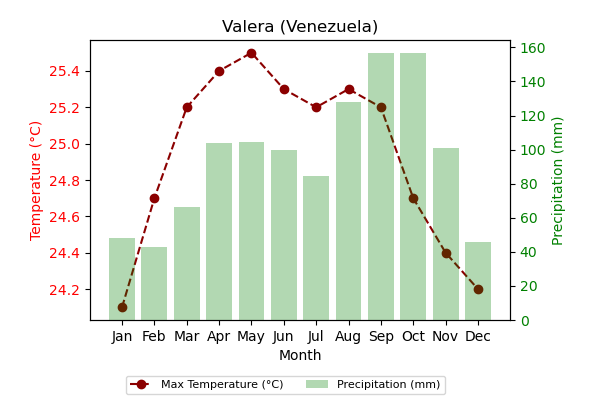 Valera (Venezuela)
Temperature (°C)
25.4
25.2
25.0
24.8
24.6
24.4
24.2
160
140
120
100
80
60
40
20
0
Precipitation (mm)
Jan Feb Mar Apr May Jun Jul Aug Sep Oct Nov Dec
Month
Max Temperature (°C) Precipitation (mm)